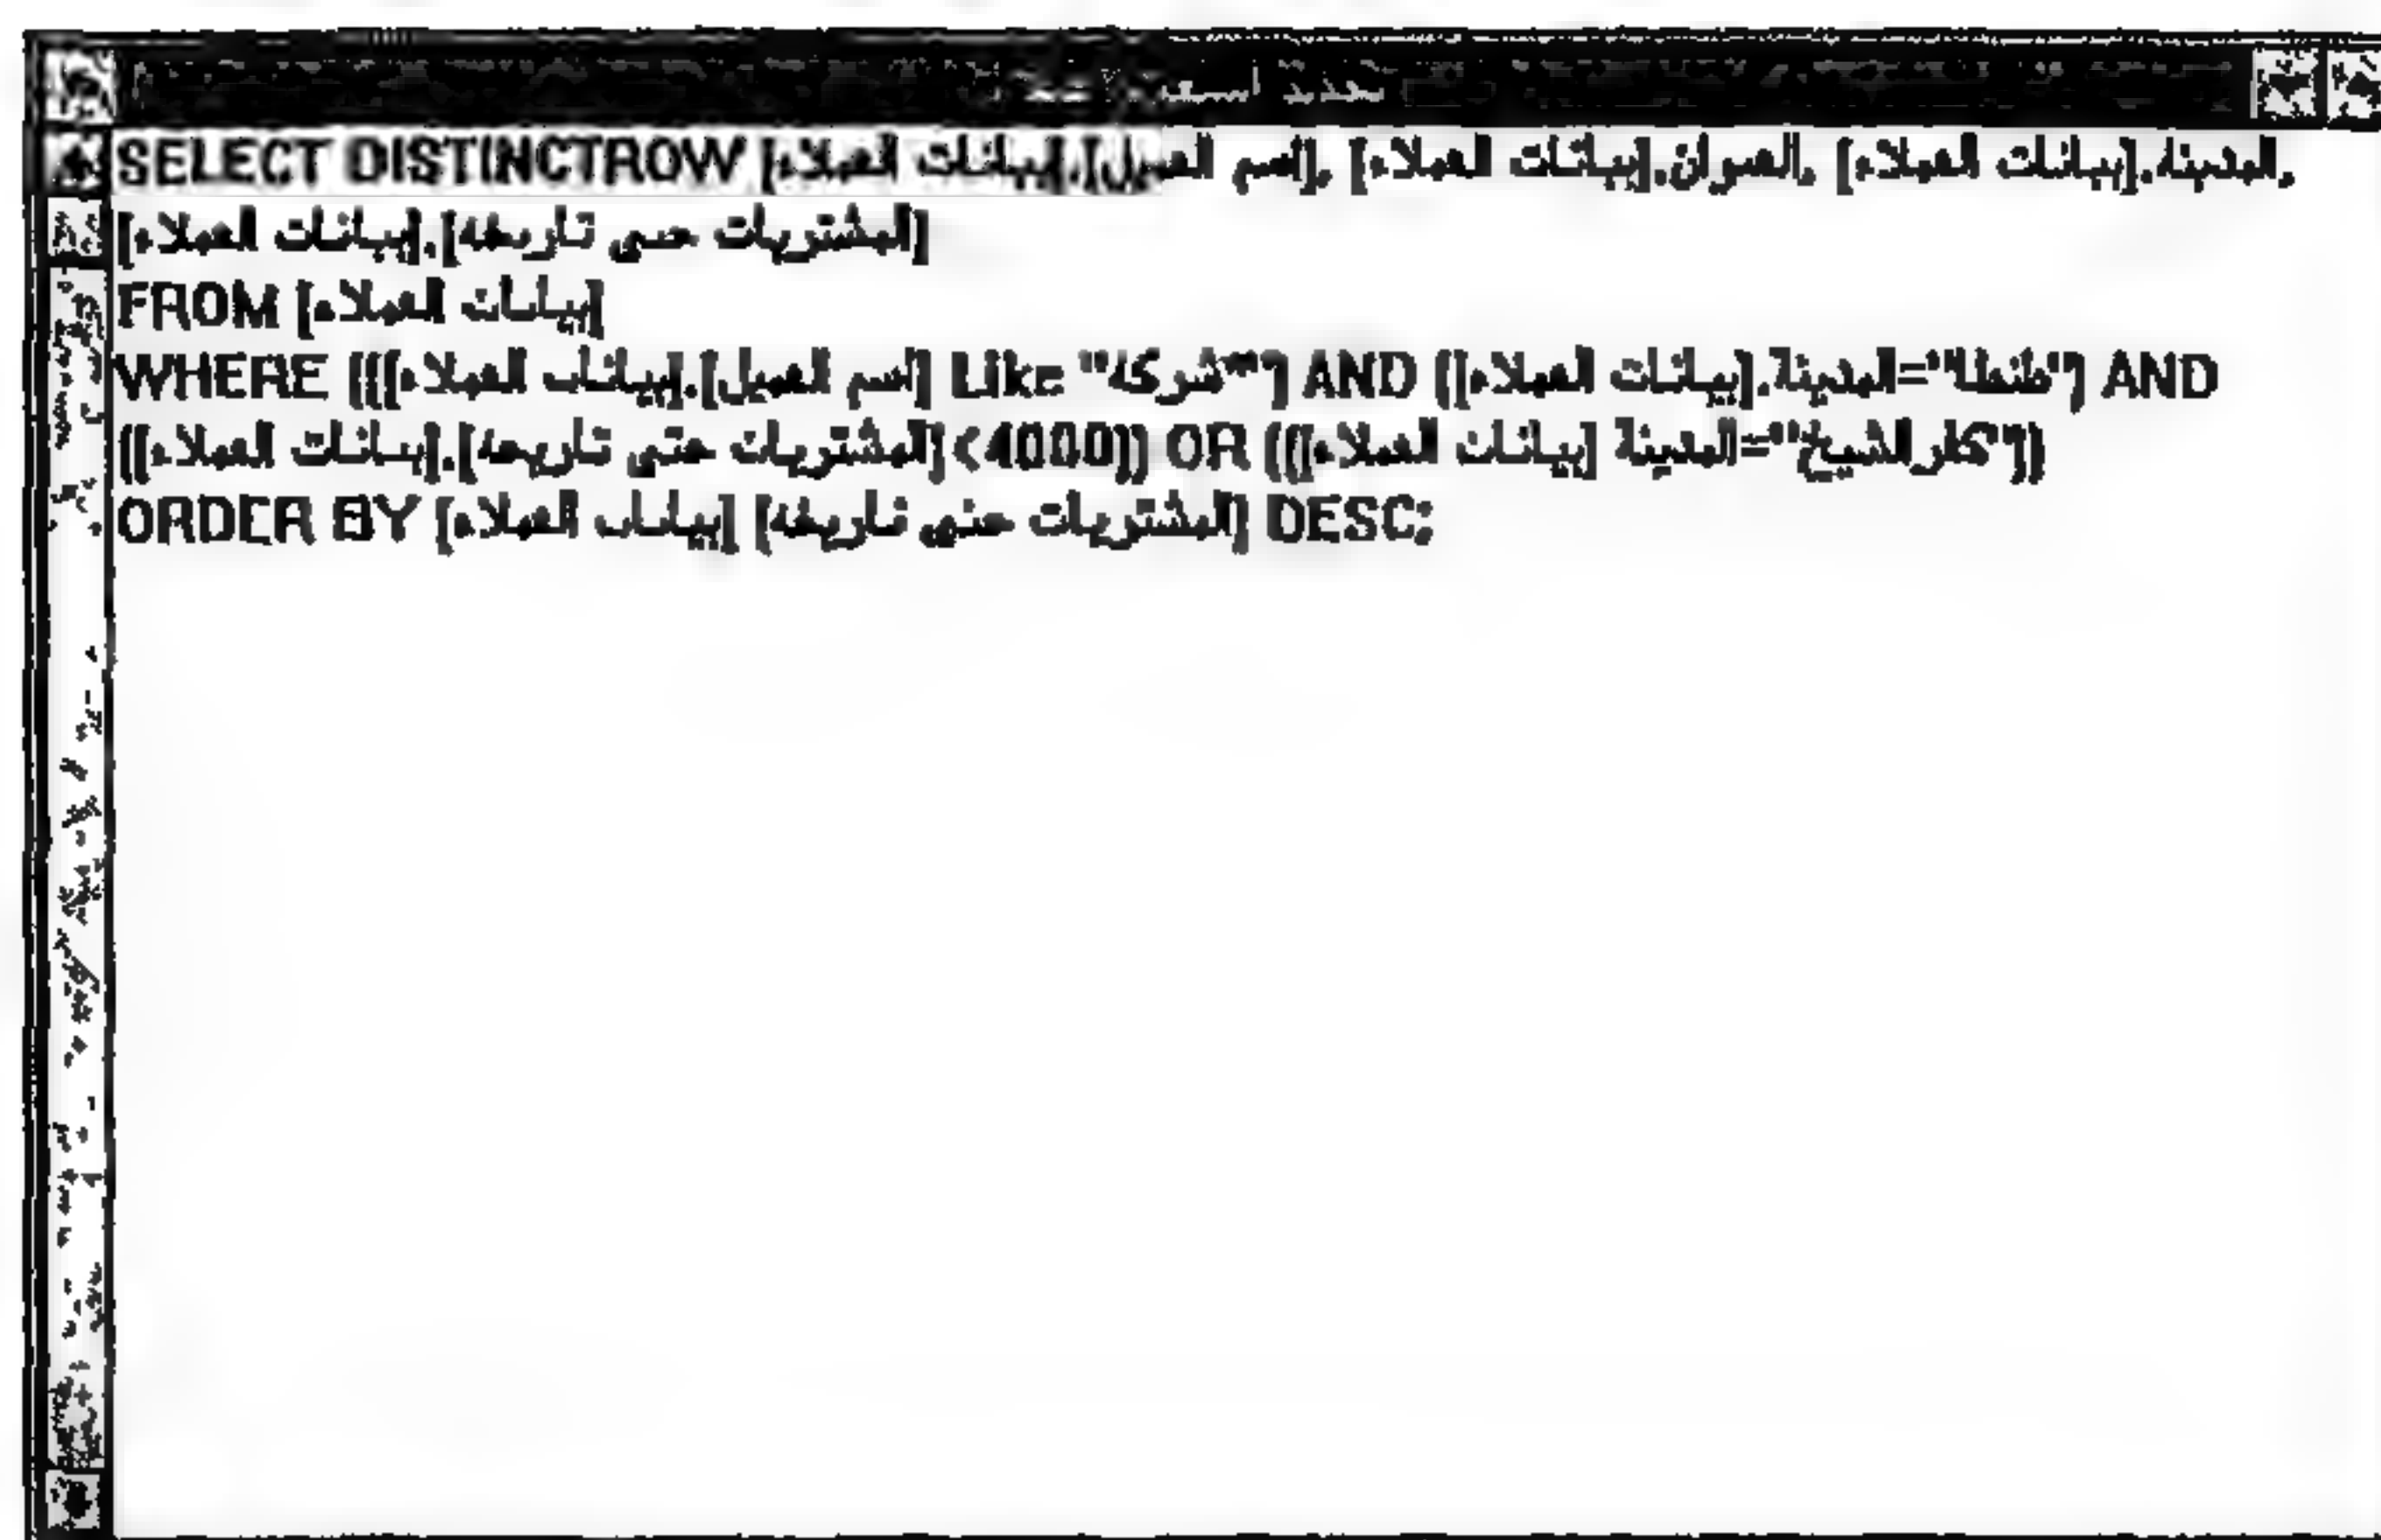 تحديد
SELECT DISTINCTROW [بيانات العملاء].[اسم العميل], [بيانات العملاء].العنوان, [بيانات العملاء].المدينة,
[بيانات العملاء].[المشتريات حتى تاريخه]
FROM [بيانات العملاء]
WHERE ((([بيانات العملاء].[اسم العميل] Like "شركة*") AND ([بيانات العملاء].المدينة="طنطا") AND
([بيانات العملاء].[المشتريات حتى تاريخه]<4000)) OR ((([بيانات العملاء].المدينة="كفر الشيخ"))
ORDER BY [بيانات العملاء].[المشتريات حتى تاريخه] DESC;